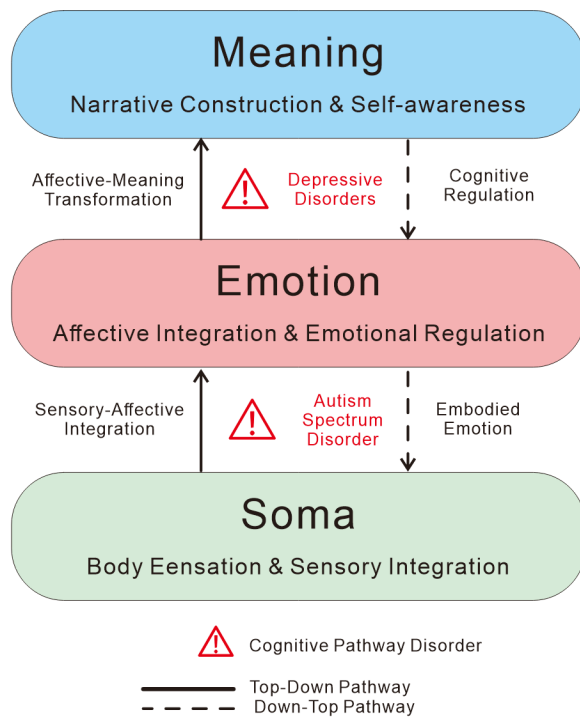 Meaning
Narrative Construction & Self-awareness
Affective-Meaning
Transformation
Depressive
Disorders
Cognitive
Regulation
Emotion
Affective Integration & Emotional Regulation
Sensory-Affective
Integration
Autism
Spectrum
Disorder
Embodied
Emotion
Soma
Body Eensation & Sensory Integration
Cognitive Pathway Disorder
Top-Down Pathway
Down-Top Pathway